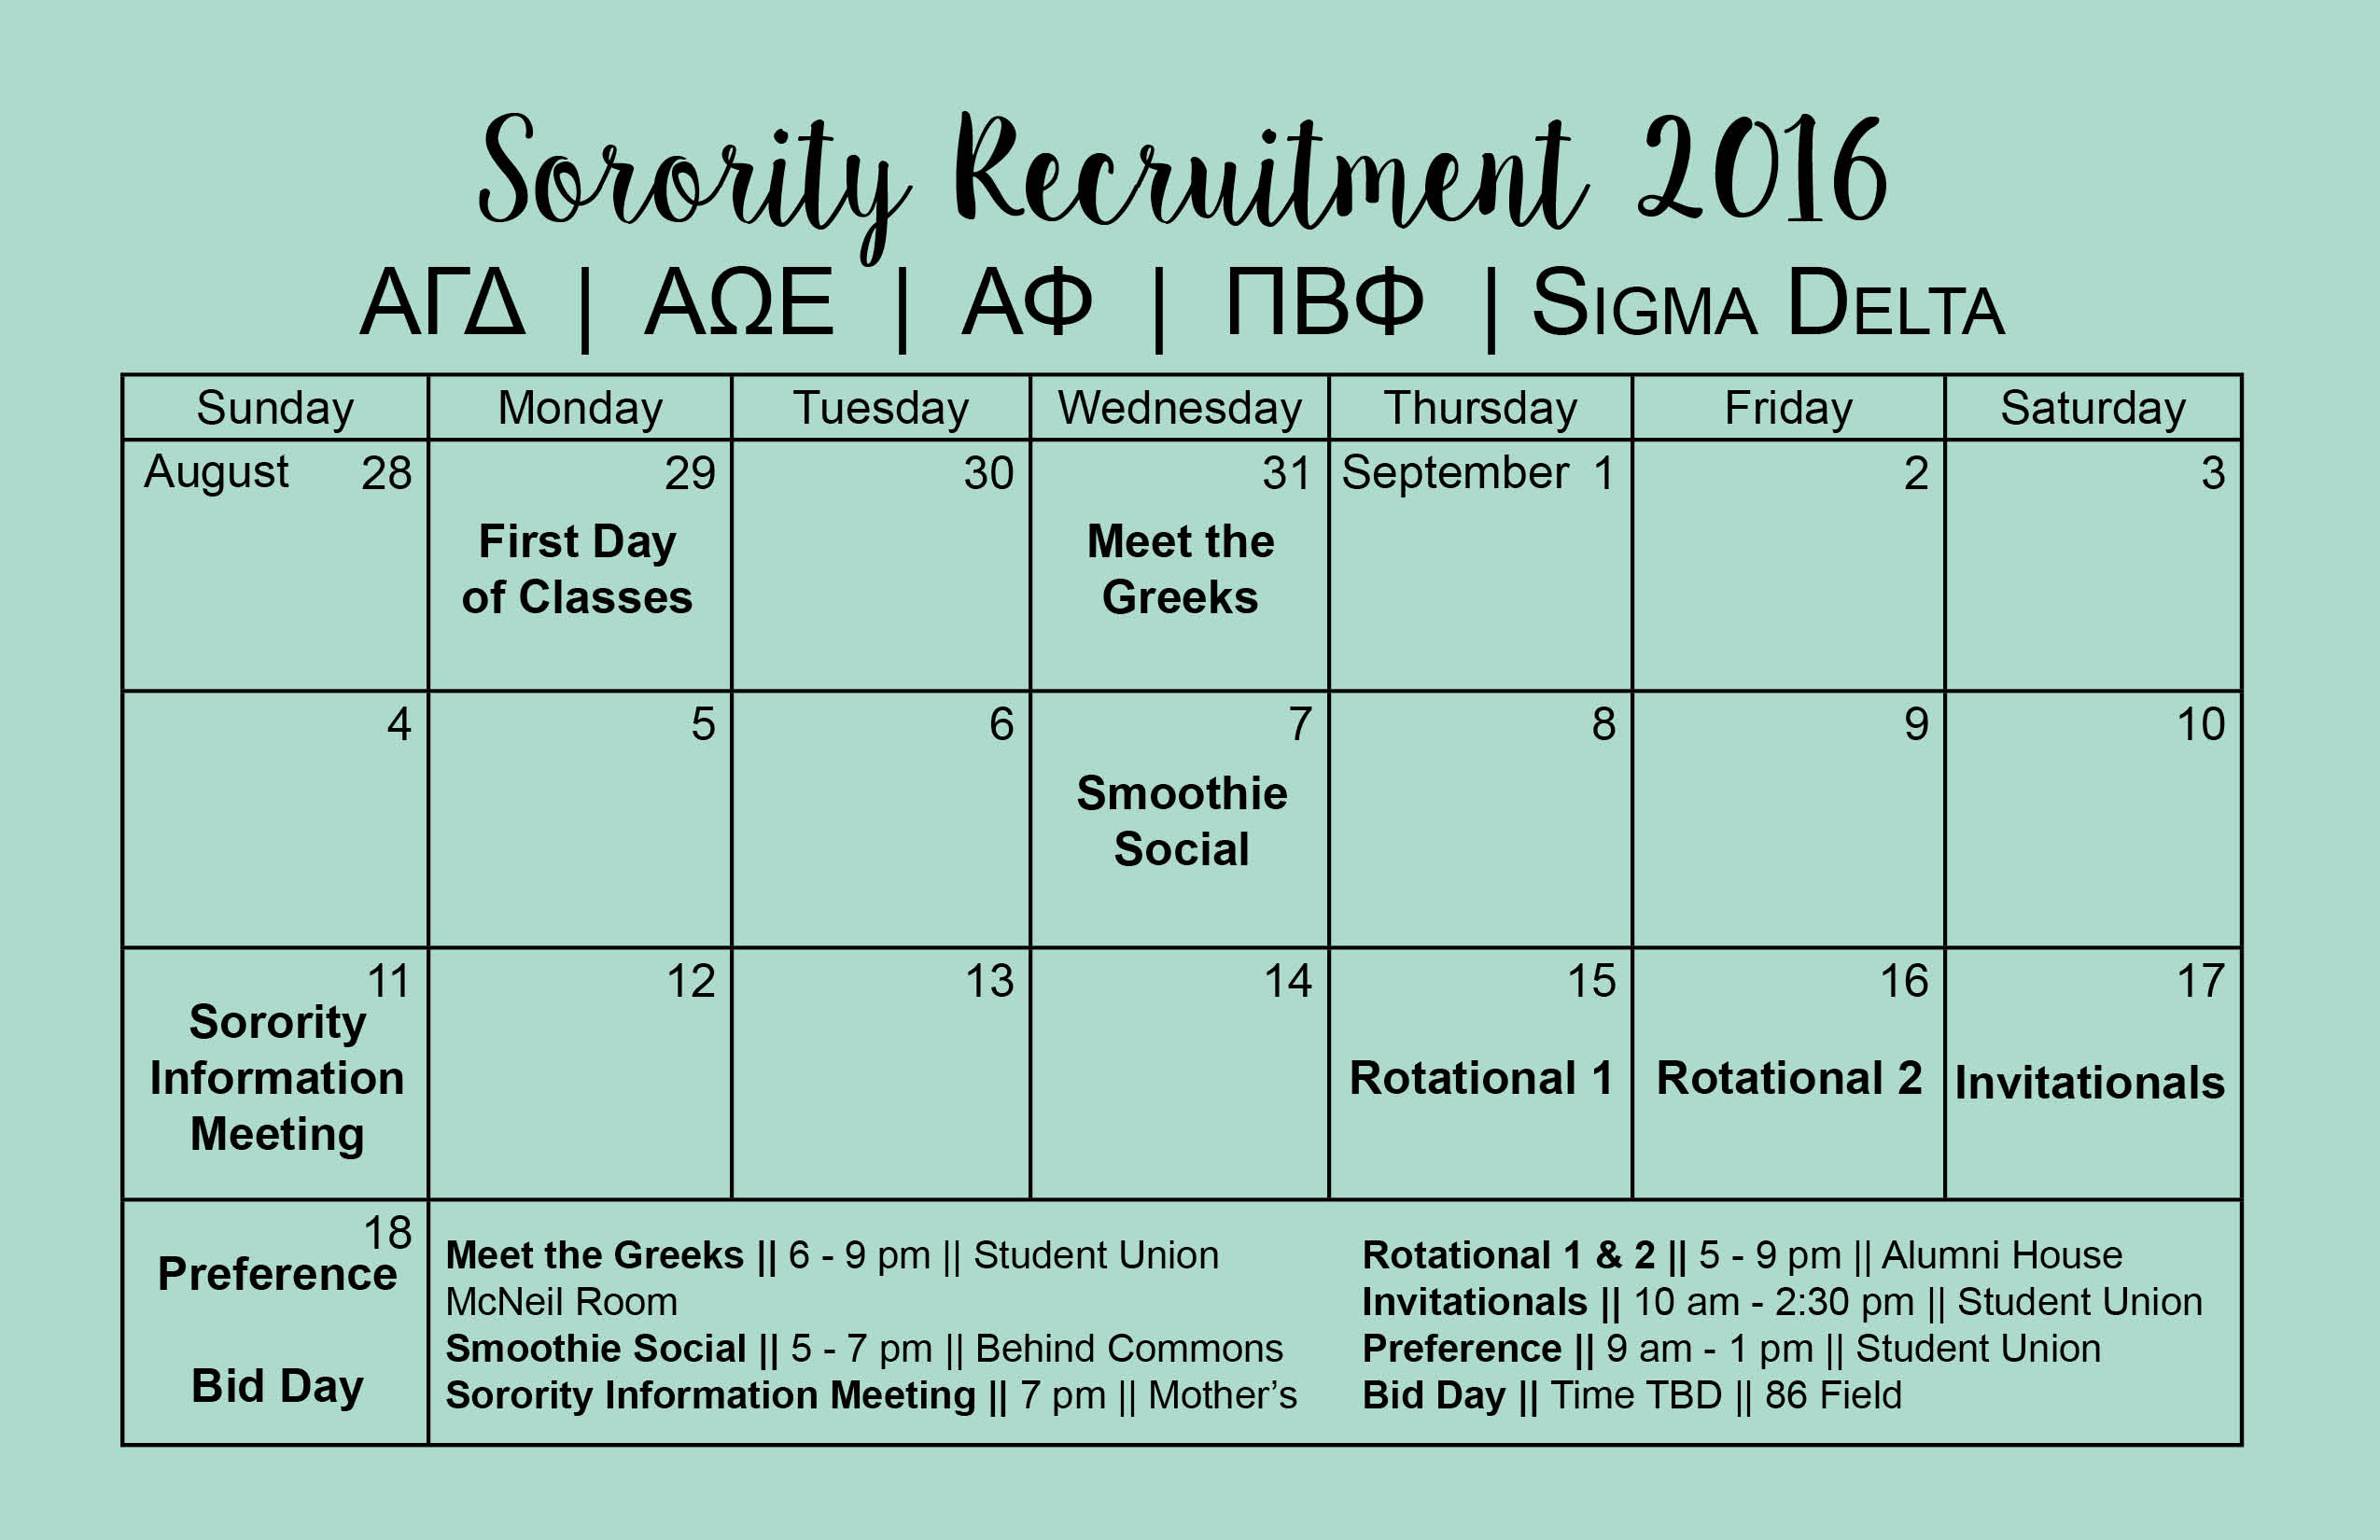 Sorority Recruitment 2016
ΑΓΔ | ΑΩΕ | ΑΦ | ΠΒΦ | SIGMA DELTA
Sunday Monday Tuesday Wednesday Thursday Friday Saturday
August 28 29 30 31 September 1 2 3
First Day Meet the
of Classes Greeks
4 5 6 7 8 9 10
Smoothie
Social
11 12 13 14 15 16 17
Sorority
Information Rotational 1 Rotational 2 Invitationals
Meeting
18
Preference
Bid Day
Meet the Greeks || 6 - 9 pm || Student Union
McNeil Room
Smoothie Social || 5 - 7 pm || Behind Commons
Sorority Information Meeting || 7 pm || Mother's
Rotational 1 & 2 || 5 - 9 pm || Alumni House
Invitationals || 10 am - 2:30 pm || Student Union
Preference || 9 am - 1 pm || Student Union
Bid Day || Time TBD || 86 Field